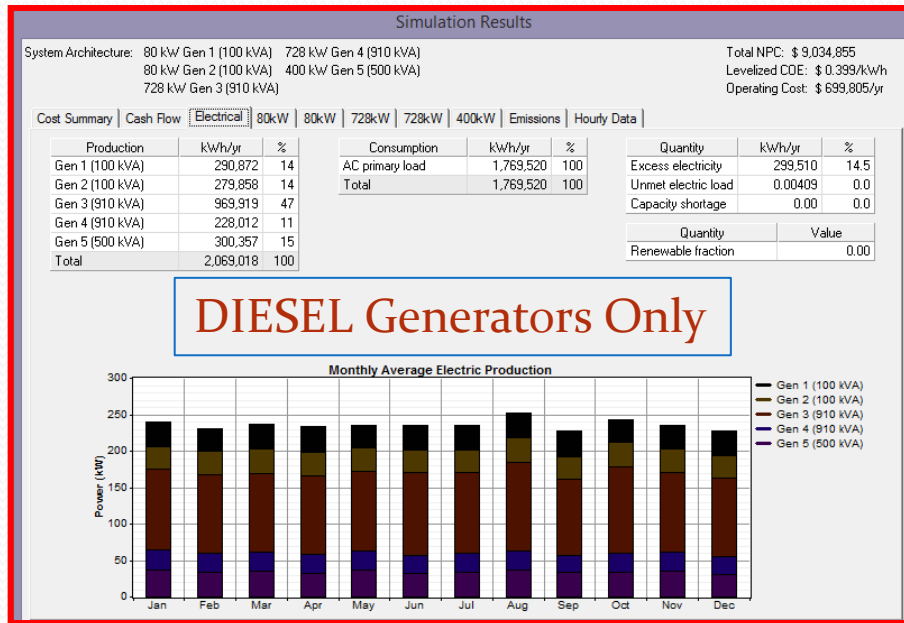 Simulation Results
System Architecture: 80 kW Gen 1 (100 kVA) 728 kW Gen 4 (910 kVA)
80 kW Gen 2 (100 kVA) 400 kW Gen 5 (500 kVA)
728 kW Gen 3 (910 kVA)
Total NPC: $ 9,034,855
Levelized COE: $ 0.399/kWh
Operating Cost: $ 699,805/yr
Cost Summary Cash Flow Electrical 80kW 80kW 728kW 728kW 400kW Emissions Hourly Data
Production kWh/yr %
Gen 1 (100 kVA) 290,872 14
Gen 2 (100 kVA) 279,858 14
Gen 3 (910 kVA) 969,919 47
Gen 4 (910 kVA) 228,012 11
Gen 5 (500 kVA) 300,357 15
Total 2,069,018 100
Consumption kWh/yr %
AC primary load 1,769,520 100
Total 1,769,520 100
Quantity kWh/yr %
Excess electricity 299,510 14.5
Unmet electric load 0.00409 0.0
Capacity shortage 0.00 0.0
Quantity Value
Renewable fraction 0.00
DIESEL Generators Only
Monthly Average Electric Production
Power (kW)
300
250
200
150
100
50
0
Jan Feb Mar Apr May Jun Jul Aug Sep Oct Nov Dec
Gen 1 (100 kVA)
Gen 2 (100 kVA)
Gen 3 (910 kVA)
Gen 4 (910 kVA)
Gen 5 (500 kVA)